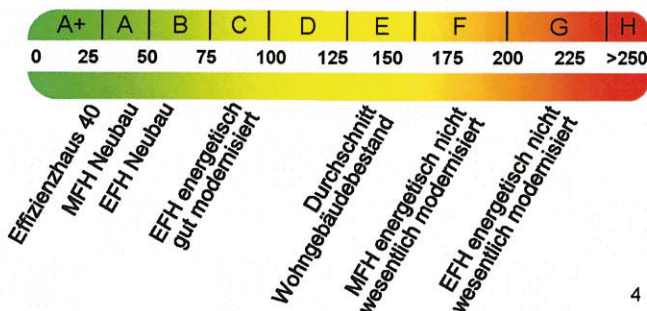 A+ A B C D E F G H
0 25 50 75 100 125 150 175 200 225 >250
Effizienzhaus 40
MFH Neubau
EFH Neubau
EFH energetisch
gut modernisiert
Durchschnitt
Wohngebäudebestand
MFH energetisch nicht
wesentlich modernisiert
EFH energetisch nicht
wesentlich modernisiert
4